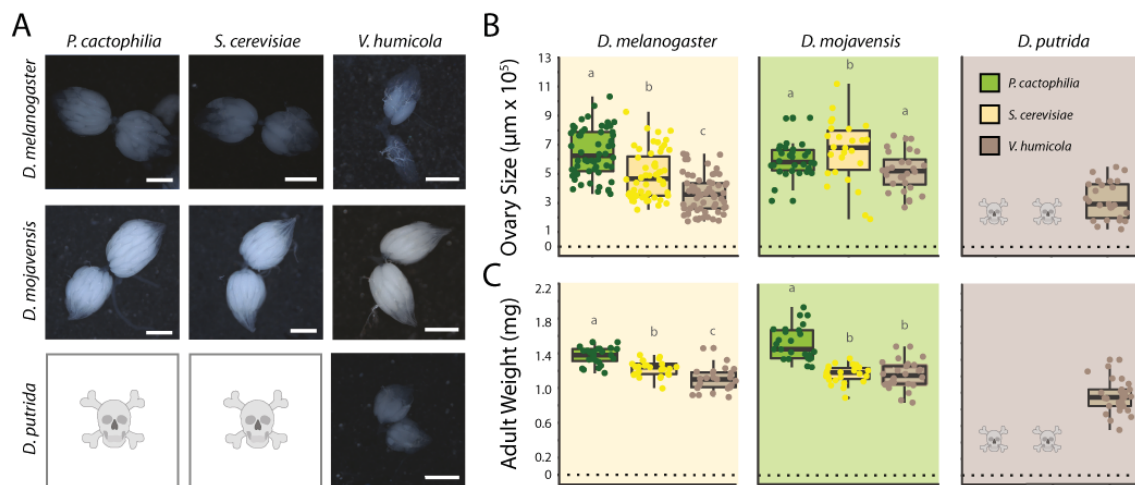 A
P. cactophilia
S. cerevisiae
V. humicola
D. melanogaster
D. mojavensis
D. putrida
B
D. melanogaster
D. mojavensis
D. putrida
Ovary Size (µm x 10⁵)
13
11
9
7
5
3
1
0
a
b
c
a
b
a
P. cactophilia
S. cerevisiae
V. humicola
C
Adult Weight (mg)
2.2
1.8
1.4
1.0
0.6
0.2
0
a
b
c
a
b
b